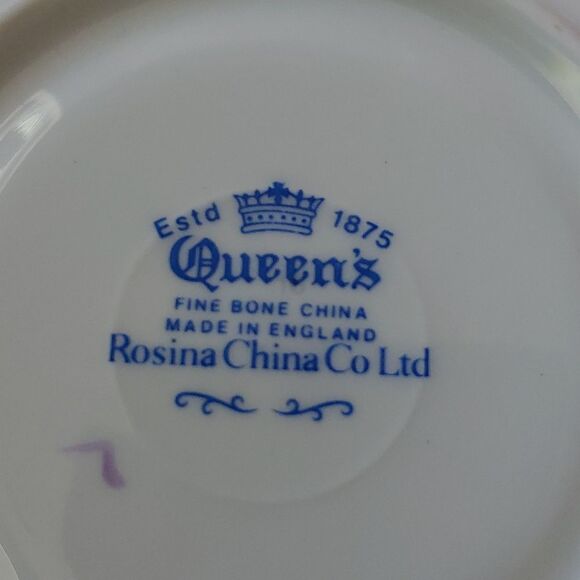 Estd 1875
Queen's
FINE BONE CHINA
MADE IN ENGLAND
Rosina China Co Ltd